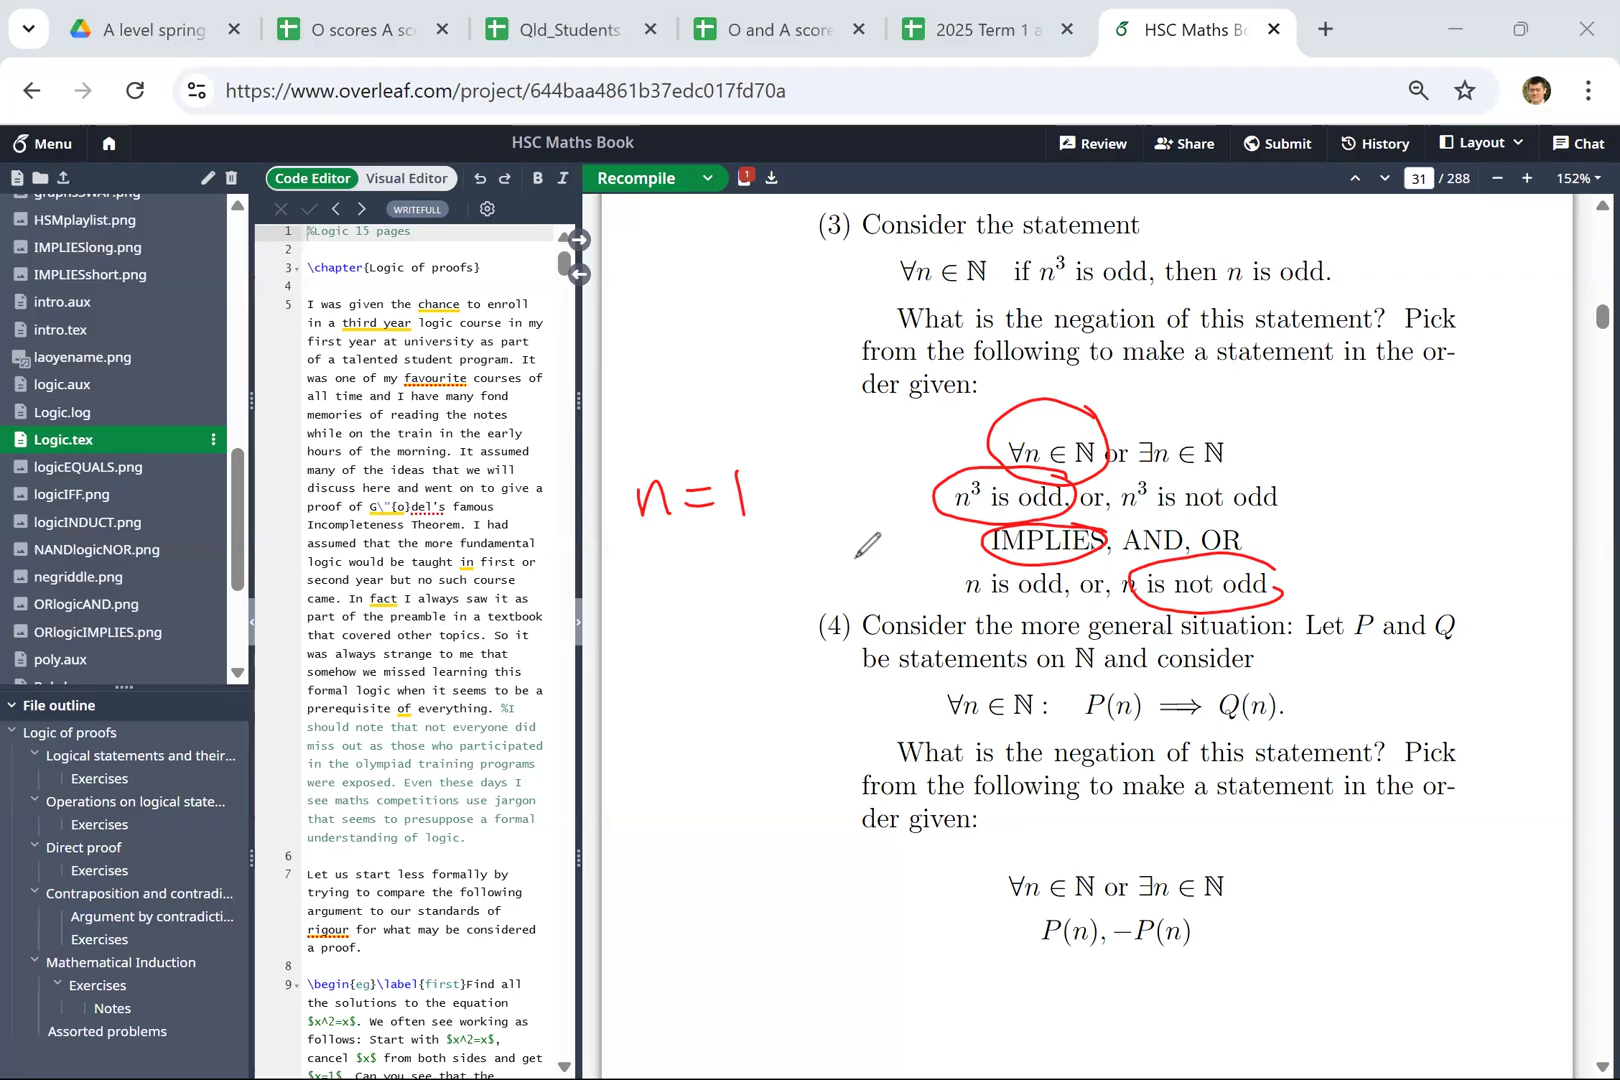 A level spring
O scores A sc
Qld_Students
O and A score
2025 Term 1 a
HSC Maths Bo
https://www.overleaf.com/project/644baa4861b37edc017fd70a
Menu
HSC Maths Book
Review
Share
Submit
History
Layout
Chat
Code Editor
Visual Editor
B I
Recompile
1
31 / 288
152%
WRITEFULL
HSMplaylist.png
IMPLIESlong.png
IMPLIESshort.png
intro.aux
intro.tex
laoyename.png
logic.aux
Logic.log
Logic.tex
logicEQUALS.png
logicIFF.png
logicINDUCT.png
NANDlogicNOR.png
negriddle.png
ORlogicAND.png
ORlogicIMPLIES.png
poly.aux
File outline
Logic of proofs
Logical statements and their...
Exercises
Operations on logical state...
Exercises
Direct proof
Exercises
Contraposition and contradi...
Argument by contradicti...
Exercises
Mathematical Induction
Exercises
Notes
Assorted problems
1 %Logic 15 pages
2
3 \chapter{Logic of proofs}
4
5 I was given the chance to enroll
in a third year logic course in my
first year at university as part
of a talented student program. It
was one of my favourite courses of
all time and I have many fond
memories of reading the notes
while on the train in the early
hours of the morning. It assumed
many of the ideas that we will
discuss here and went on to give a
proof of G\"{o}del's famous
Incompleteness Theorem. I had
assumed that the more fundamental
logic would be taught in first or
second year but no such course
came. In fact I always saw it as
part of the preamble in a textbook
that covered other topics. So it
was always strange to me that
somehow we missed learning this
formal logic when it seems to be a
prerequisite of everything. %I
should note that not everyone did
miss out as those who participated
in the olympiad training programs
were exposed. Even these days I
see maths competitions use jargon
that seems to presuppose a formal
understanding of logic.
6
7 Let us start less formally by
trying to compare the following
argument to our standards of
rigour for what may be considered
a proof.
8
9 \begin{eg}\label{first}Find all
the solutions to the equation
$x^2=x$. We often see working as
follows: Start with $x^2=x$,
cancel $x$ from both sides and get
$x=1$. Can you see that the
(3) Consider the statement
∀n ∈ ℕ if n³ is odd, then n is odd.
What is the negation of this statement? Pick
from the following to make a statement in the or-
der given:
∀n ∈ ℕ or ∃n ∈ ℕ
n³ is odd, or, n³ is not odd
n = 1
IMPLIES, AND, OR
n is odd, or, n is not odd
(4) Consider the more general situation: Let P and Q
be statements on ℕ and consider
∀n ∈ ℕ : P(n) ⟹ Q(n).
What is the negation of this statement? Pick
from the following to make a statement in the or-
der given:
∀n ∈ ℕ or ∃n ∈ ℕ
P(n), −P(n)